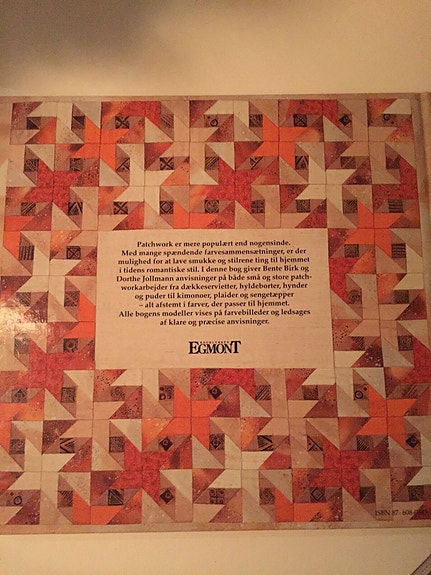 Patchwork er mere populært end nogensinde.
Med mange spændende farvesammensætninger, er der
mulighed for at lave smukke og stilrene ting til hjemmet
i tidens romantiske stil. I denne bog giver Bente Birk og
Dorthe Jollmann anvisninger på både små og store patch-
workarbejder fra dækkeservietter, hyldeborter, hynder
og puder til kimonoer, plaider og sengetæpper
– alt afstemt i farver, der passer til hjemmet.
Alle bogens modeller vises på farvebilleder og ledsages
af klare og præcise anvisninger.
EGMONT
ISBN 87-